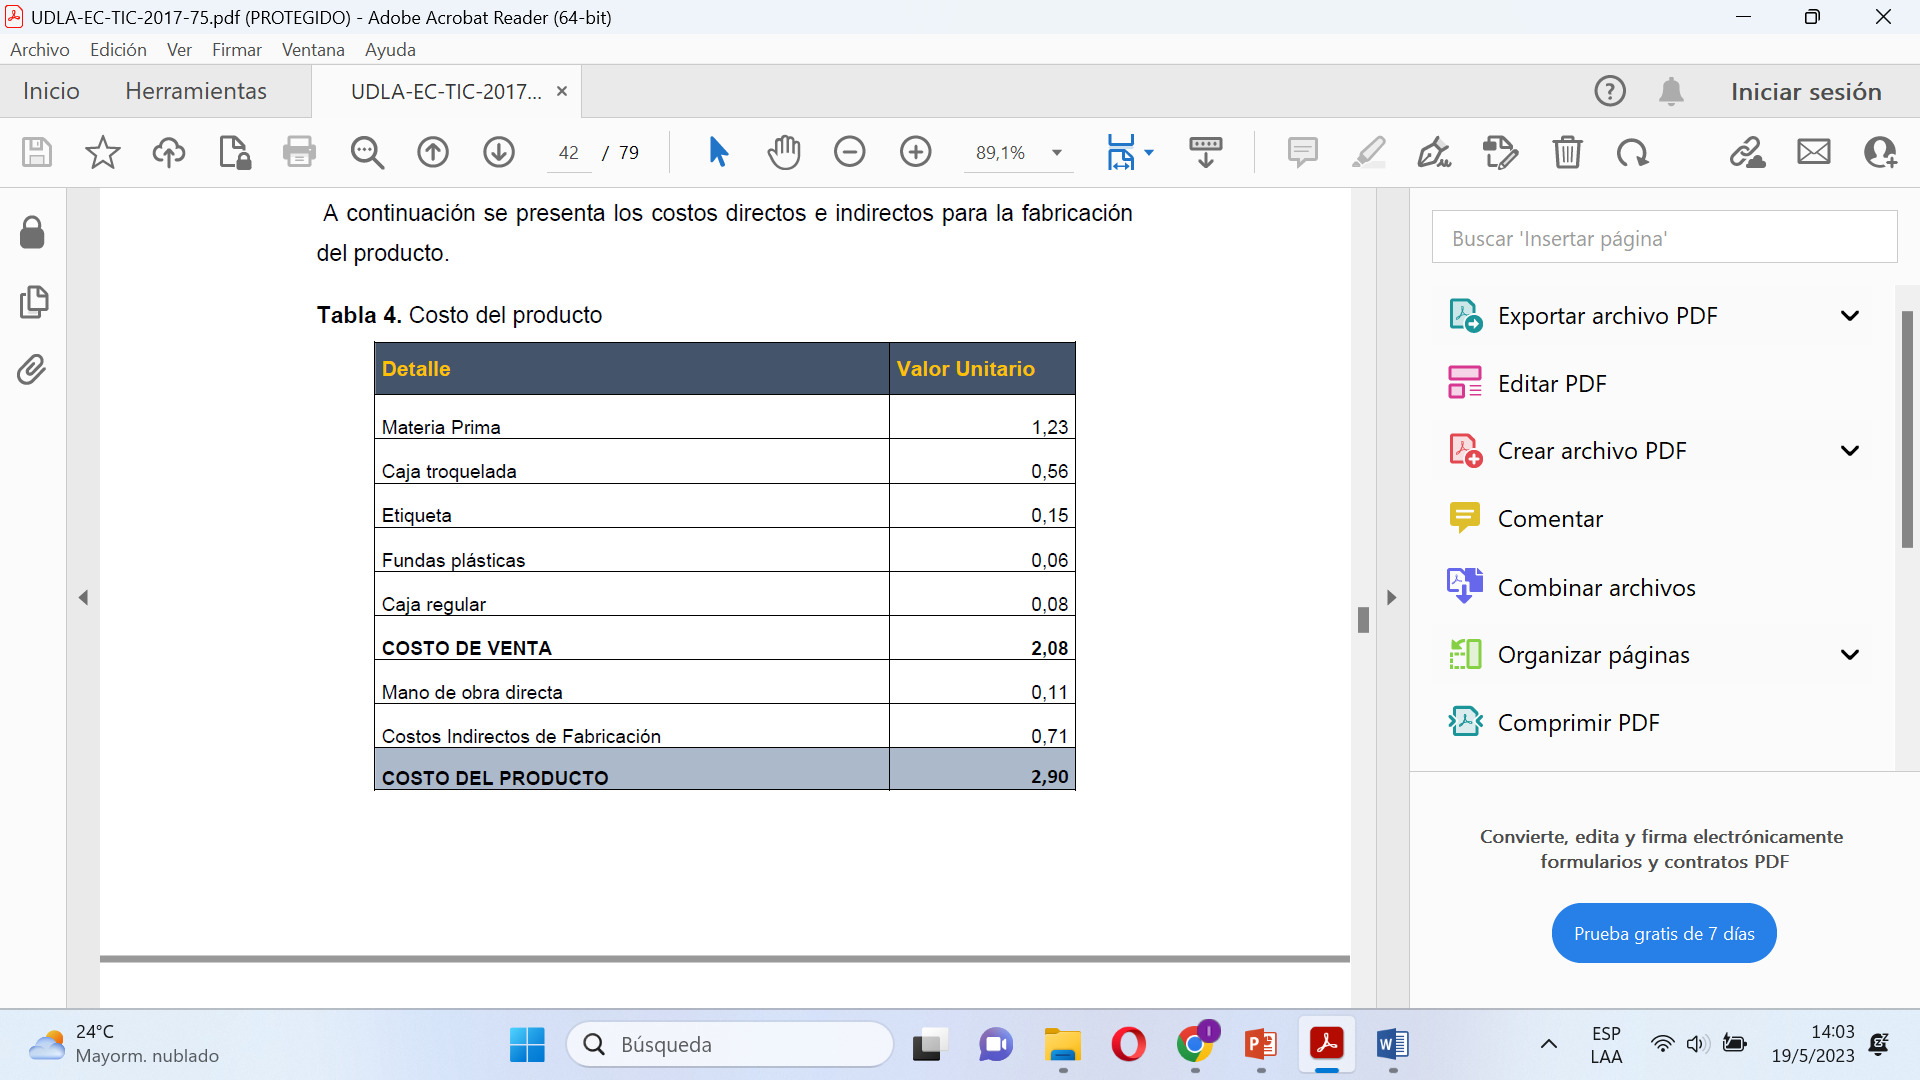 UDLA-EC-TIC-2017-75.pdf (PROTEGIDO) - Adobe Acrobat Reader (64-bit)
Archivo Edición Ver Firmar Ventana Ayuda
Inicio Herramientas UDLA-EC-TIC-2017... × Iniciar sesión
42 / 79 89,1%
A continuación se presenta los costos directos e indirectos para la fabricación
del producto.
Tabla 4. Costo del producto
Detalle Valor Unitario
Materia Prima 1,23
Caja troquelada 0,56
Etiqueta 0,15
Fundas plásticas 0,06
Caja regular 0,08
COSTO DE VENTA 2,08
Mano de obra directa 0,11
Costos Indirectos de Fabricación 0,71
COSTO DEL PRODUCTO 2,90
Buscar 'Insertar página'
Exportar archivo PDF
Editar PDF
Crear archivo PDF
Comentar
Combinar archivos
Organizar páginas
Comprimir PDF
Convierte, edita y firma electrónicamente
formularios y contratos PDF
Prueba gratis de 7 días
24°C
Mayorm. nublado
Búsqueda
ESP
LAA
14:03
19/5/2023